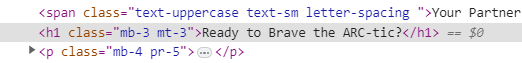 <span class="text-uppercase text-sm letter-spacing ">Your Partner
<h1 class="mb-3 mt-3">Ready to Brave the ARC-tic?</h1> == $0
<p class="mb-4 pr-5">…</p>